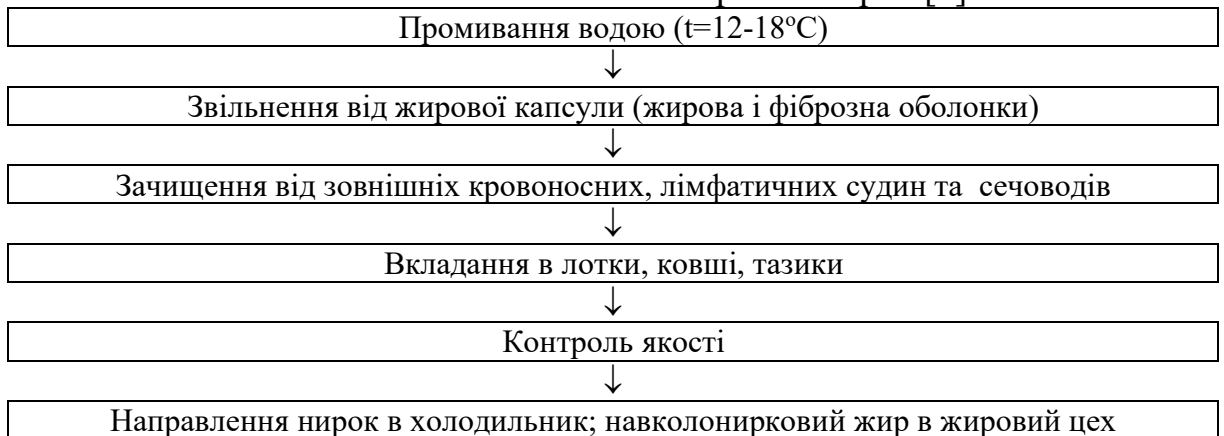 Промивання водою (t=12-18ºС)
↓
Звільнення від жирової капсули (жирова і фіброзна оболонки)
↓
Зачищення від зовнішніх кровоносних, лімфатичних судин та сечоводів
↓
Вкладання в лотки, ковші, тазики
↓
Контроль якості
↓
Направлення нирок в холодильник; навколонирковий жир в жировий цех